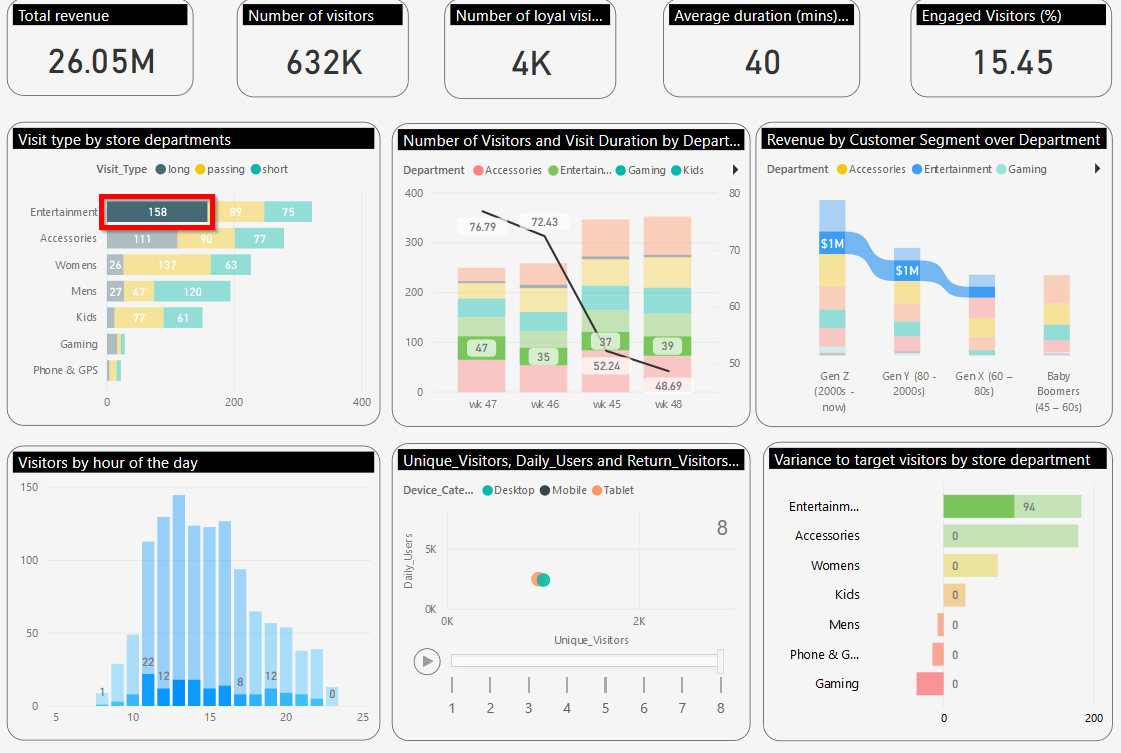 Total revenue
26.05M
Number of visitors
632K
Number of loyal visi...
4K
Average duration (mins)...
40
Engaged Visitors (%)
15.45
Visit type by store departments
Visit_Type long passing short
Entertainment 158 89 75
Accessories 111 90 77
Womens 26 137 63
Mens 27 47 120
Kids 77 61
Gaming
Phone & GPS
0 200 400
Number of Visitors and Visit Duration by Depart...
Department Accessories Entertain... Gaming Kids
400 80
300 70
200 60
100 50
0
76.79 72.43
52.24 48.69
47 35 37 39
wk 47 wk 46 wk 45 wk 48
Revenue by Customer Segment over Department
Department Accessories Entertainment Gaming
$1M
$1M
Gen Z (2000s - now)
Gen Y (80 - 2000s)
Gen X (60 – 80s)
Baby Boomers (45 – 60s)
Visitors by hour of the day
150
100
50
0
1 22 12 8 12 0
5 10 15 20 25
Unique_Visitors, Daily_Users and Return_Visitors...
Device_Cate... Desktop Mobile Tablet
8
Daily_Users
5K
0K
0K 2K
Unique_Visitors
1 2 3 4 5 6 7 8
Variance to target visitors by store department
Entertainm... 94
Accessories 0
Womens 0
Kids 0
Mens 0
Phone & G... 0
Gaming 0
0 200